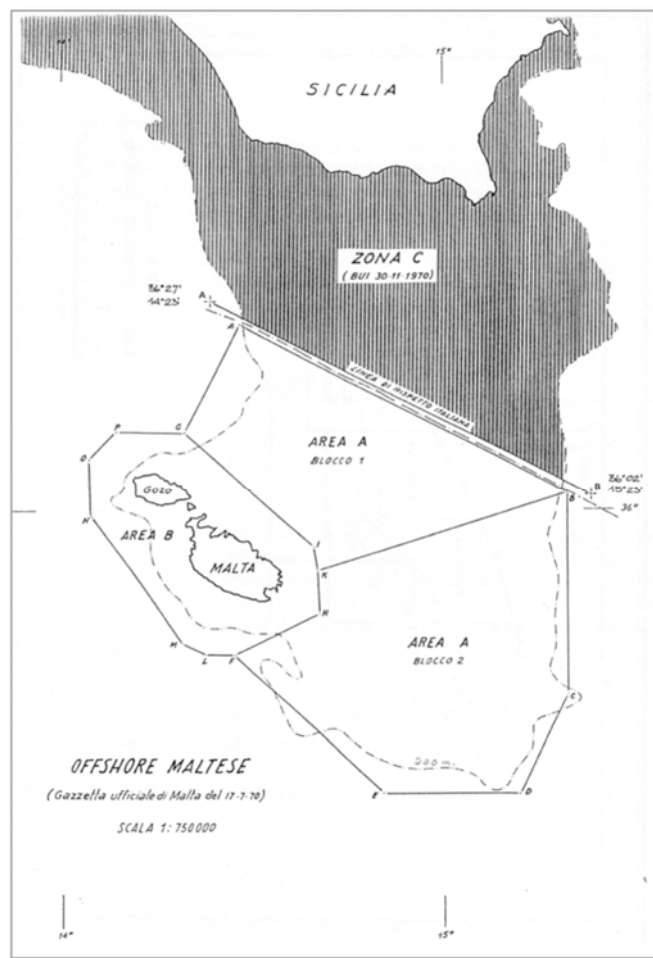 14°
15°
SICILIA
ZONA C
(BUI 30·11·1970)
36°27'
14°23'
A
A
LINEA DI RISPETTO ITALIANA
P
G
AREA A
BLOCCO 1
36°02'
15°23'
B
B
36°
O
GOZO
N
AREA B
J
MALTA
K
H
M
L
F
AREA A
BLOCCO 2
C
200 m.
OFFSHORE MALTESE
(Gazzetta ufficiale di Malta del 17-7-70)
E
D
SCALA 1:750000
14°
15°